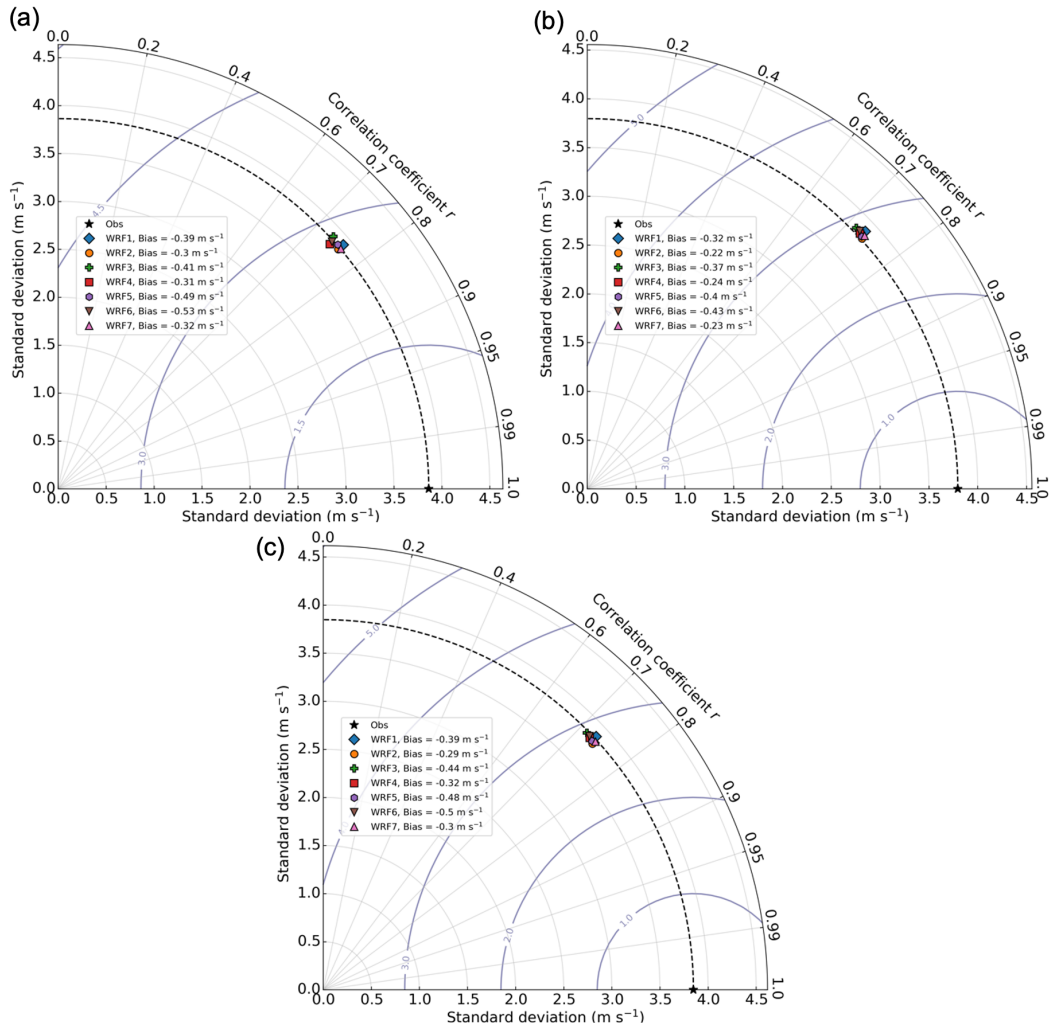 (a)
0.0
0.2
0.4
Correlation coefficient r
0.6
0.7
0.8
0.9
0.95
0.99
1.0
4.5
4.0
3.5
3.0
2.5
2.0
1.5
1.0
0.5
0.0
Standard deviation (m s⁻¹)
4.5
3.0
1.5
Obs
WRF1, Bias = -0.39 m s⁻¹
WRF2, Bias = -0.3 m s⁻¹
WRF3, Bias = -0.41 m s⁻¹
WRF4, Bias = -0.31 m s⁻¹
WRF5, Bias = -0.49 m s⁻¹
WRF6, Bias = -0.53 m s⁻¹
WRF7, Bias = -0.32 m s⁻¹
0.0 0.5 1.0 1.5 2.0 2.5 3.0 3.5 4.0 4.5
Standard deviation (m s⁻¹)
(b)
0.0
0.2
0.4
Correlation coefficient r
0.6
0.7
0.8
0.9
0.95
0.99
1.0
4.5
4.0
3.5
3.0
2.5
2.0
1.5
1.0
0.5
0.0
Standard deviation (m s⁻¹)
5.0
3.0
2.0
1.0
Obs
WRF1, Bias = -0.32 m s⁻¹
WRF2, Bias = -0.22 m s⁻¹
WRF3, Bias = -0.37 m s⁻¹
WRF4, Bias = -0.24 m s⁻¹
WRF5, Bias = -0.4 m s⁻¹
WRF6, Bias = -0.43 m s⁻¹
WRF7, Bias = -0.23 m s⁻¹
0.0 0.5 1.0 1.5 2.0 2.5 3.0 3.5 4.0 4.5
Standard deviation (m s⁻¹)
(c)
0.0
0.2
0.4
Correlation coefficient r
0.6
0.7
0.8
0.9
0.95
0.99
1.0
4.5
4.0
3.5
3.0
2.5
2.0
1.5
1.0
0.5
0.0
Standard deviation (m s⁻¹)
5.0
3.0
2.0
1.0
Obs
WRF1, Bias = -0.39 m s⁻¹
WRF2, Bias = -0.29 m s⁻¹
WRF3, Bias = -0.44 m s⁻¹
WRF4, Bias = -0.32 m s⁻¹
WRF5, Bias = -0.48 m s⁻¹
WRF6, Bias = -0.5 m s⁻¹
WRF7, Bias = -0.3 m s⁻¹
0.0 0.5 1.0 1.5 2.0 2.5 3.0 3.5 4.0 4.5
Standard deviation (m s⁻¹)